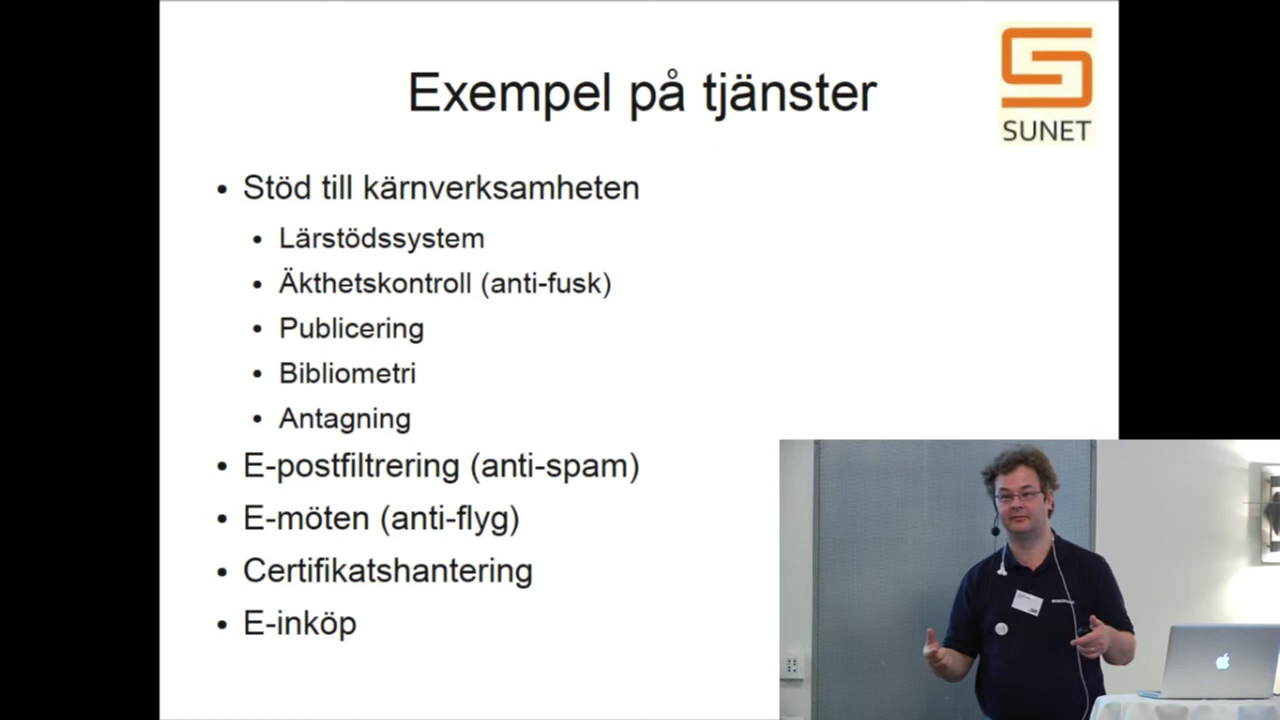 Exempel på tjänster
SUNET
• Stöd till kärnverksamheten
• Lärstödssystem
• Äkthetskontroll (anti-fusk)
• Publicering
• Bibliometri
• Antagning
• E-postfiltrering (anti-spam)
• E-möten (anti-flyg)
• Certifikatshantering
• E-inköp